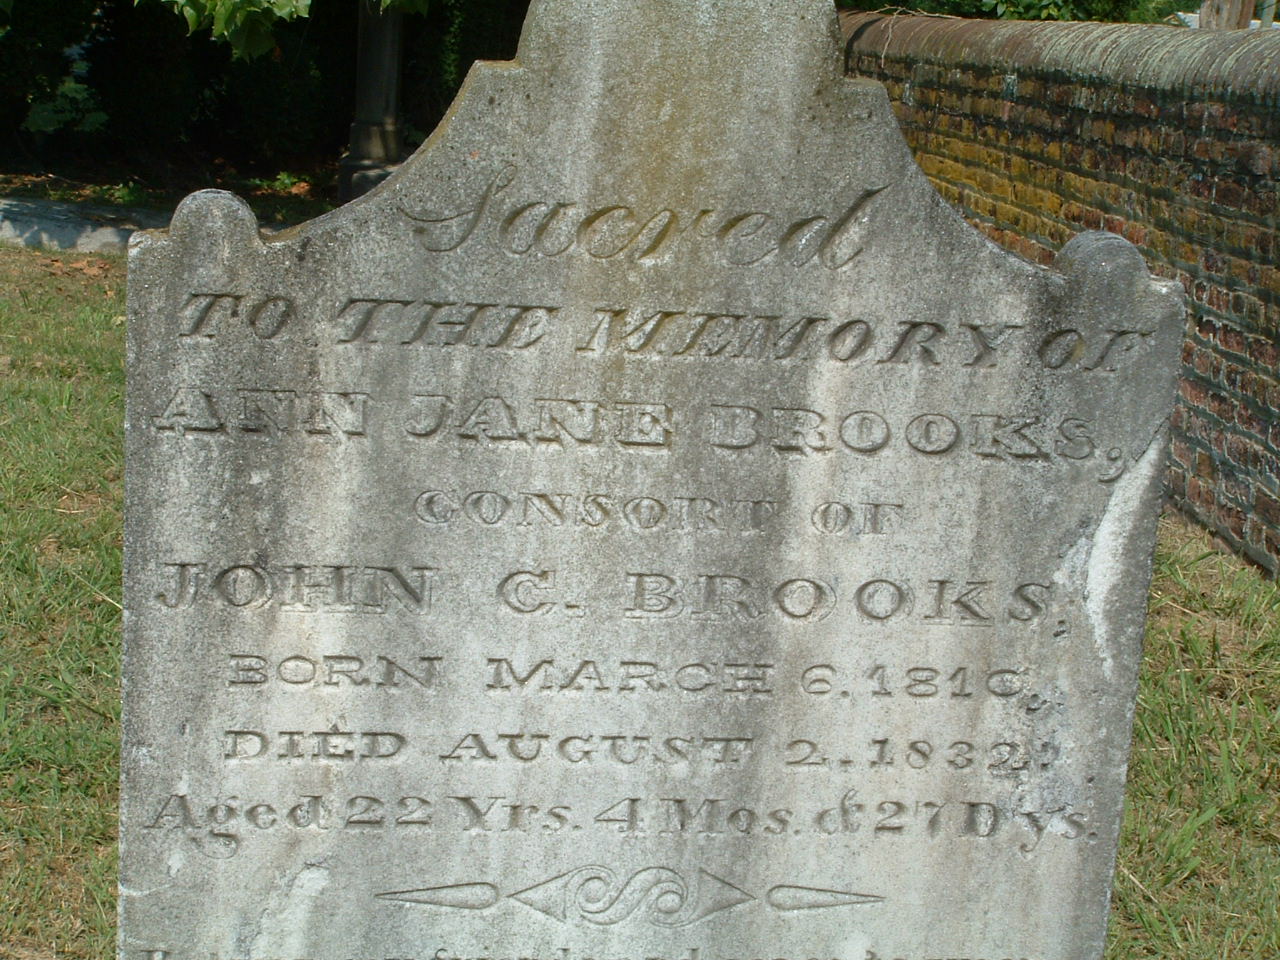 Sacred
TO THE MEMORY OF
ANN JANE BROOKS,
CONSORT OF
JOHN C. BROOKS,
BORN MARCH 6. 1810.
DIED AUGUST 2. 1832.
Aged 22 Yrs. 4 Mos. & 27 Dys.